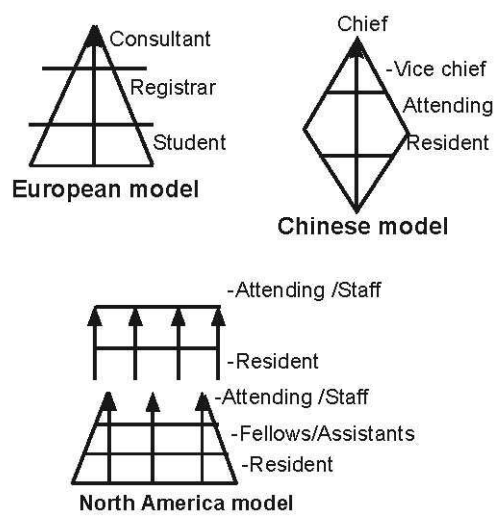 Consultant
Registrar
Student
European model
Chief
-Vice chief
Attending
Resident
Chinese model
-Attending /Staff
-Resident
-Attending /Staff
-Fellows/Assistants
-Resident
North America model